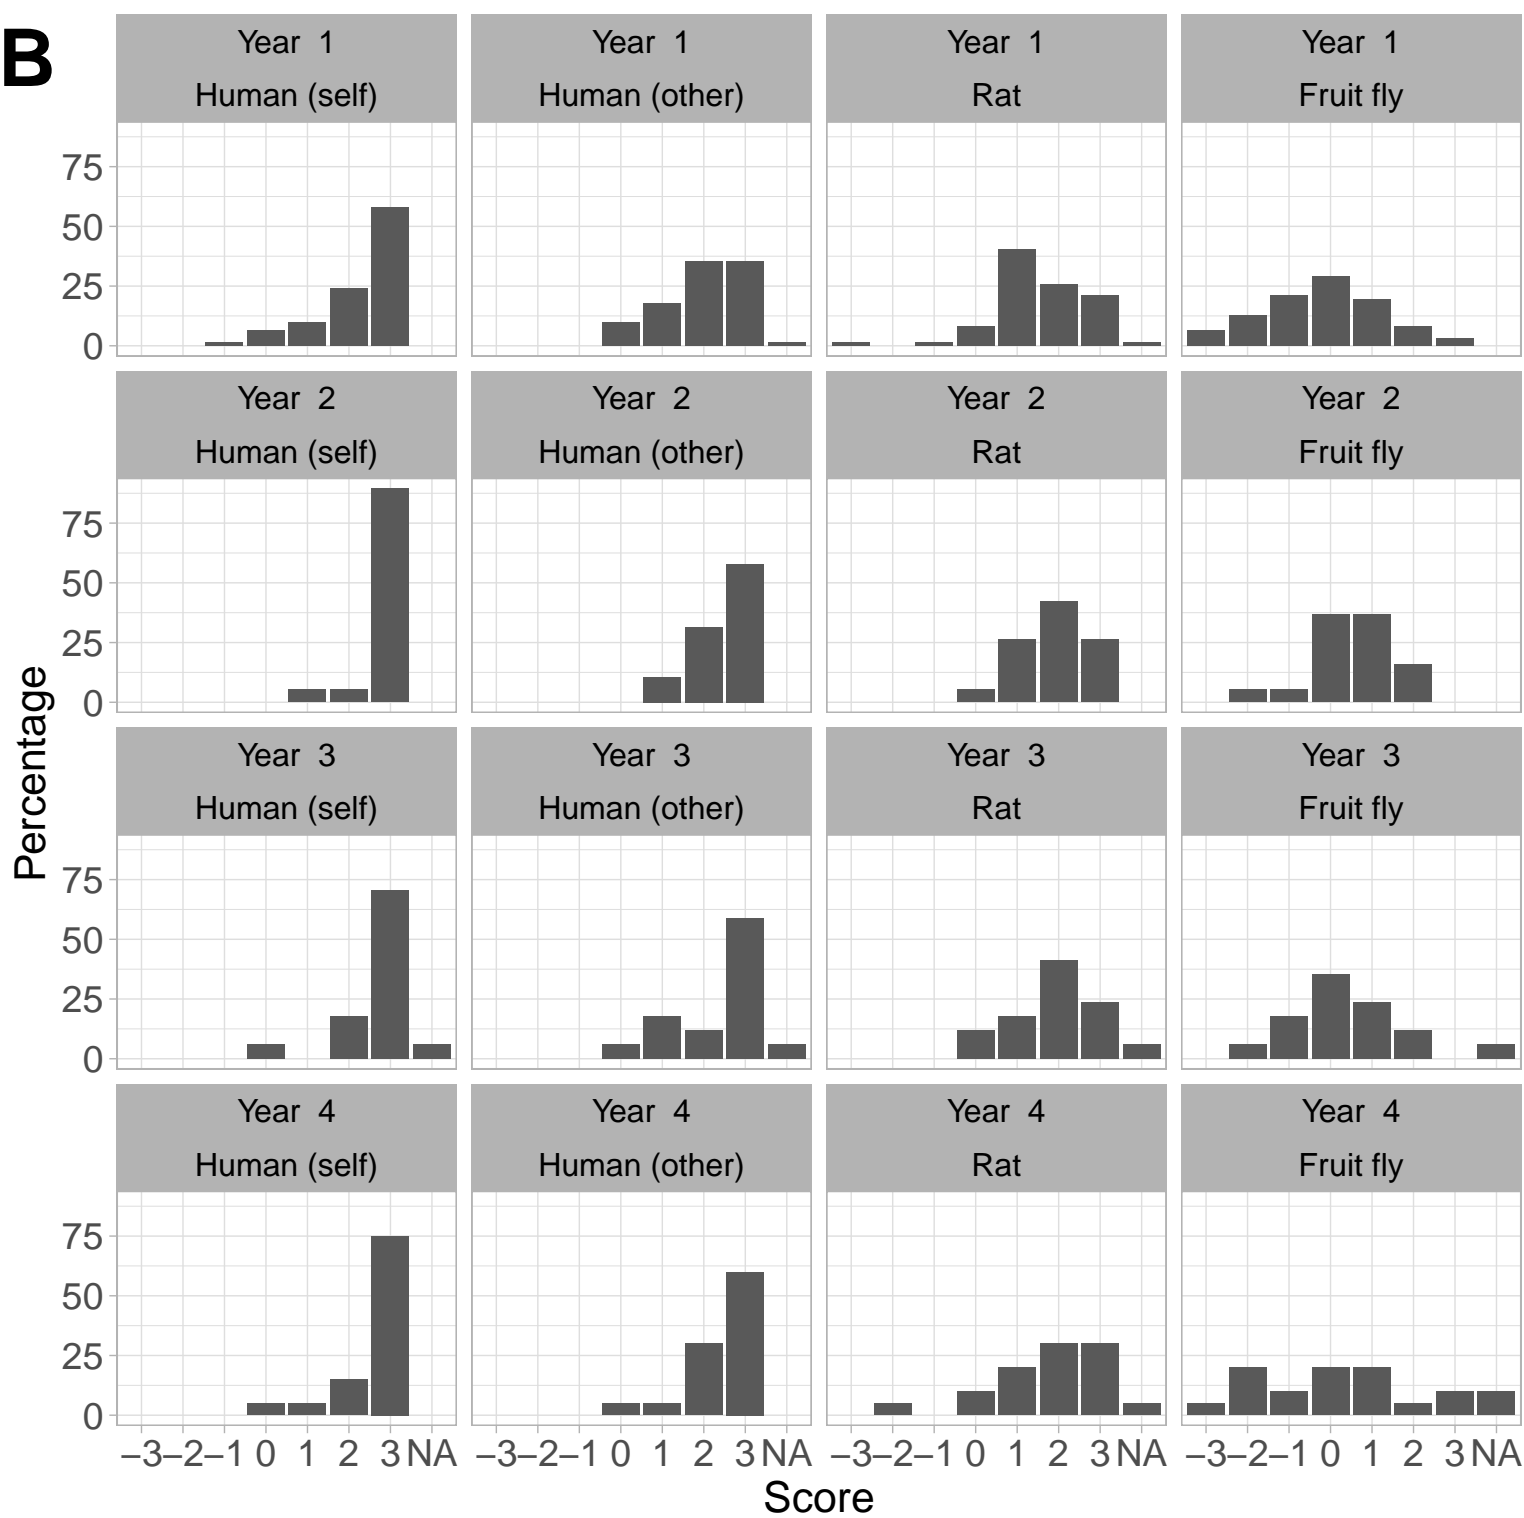 B
Year 1 Year 1 Year 1 Year 1
Human (self) Human (other) Rat Fruit fly
75
50
25
0
Year 2 Year 2 Year 2 Year 2
Human (self) Human (other) Rat Fruit fly
75
50
25
0
Percentage
Year 3 Year 3 Year 3 Year 3
Human (self) Human (other) Rat Fruit fly
75
50
25
0
Year 4 Year 4 Year 4 Year 4
Human (self) Human (other) Rat Fruit fly
75
50
25
0
−3 −2 −1 0 1 2 3 NA −3 −2 −1 0 1 2 3 NA −3 −2 −1 0 1 2 3 NA −3 −2 −1 0 1 2 3 NA
Score